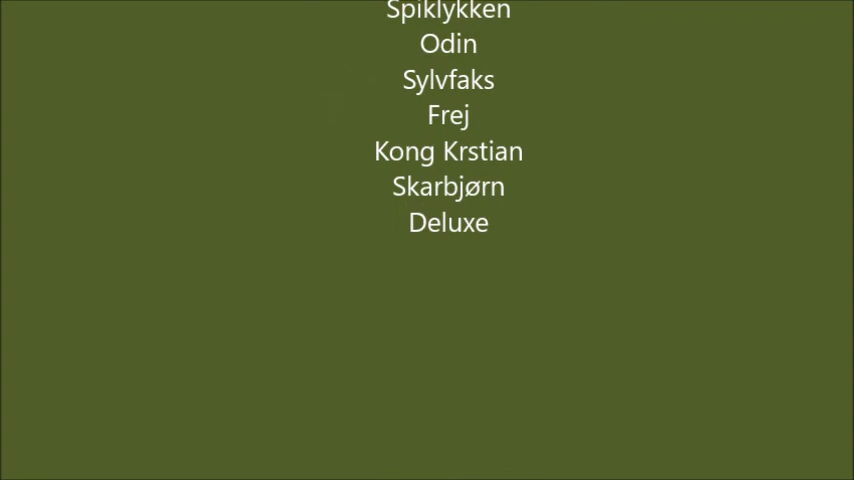 Spiklykken
Odin
Sylvfaks
Frej
Kong Krstian
Skarbjørn
Deluxe